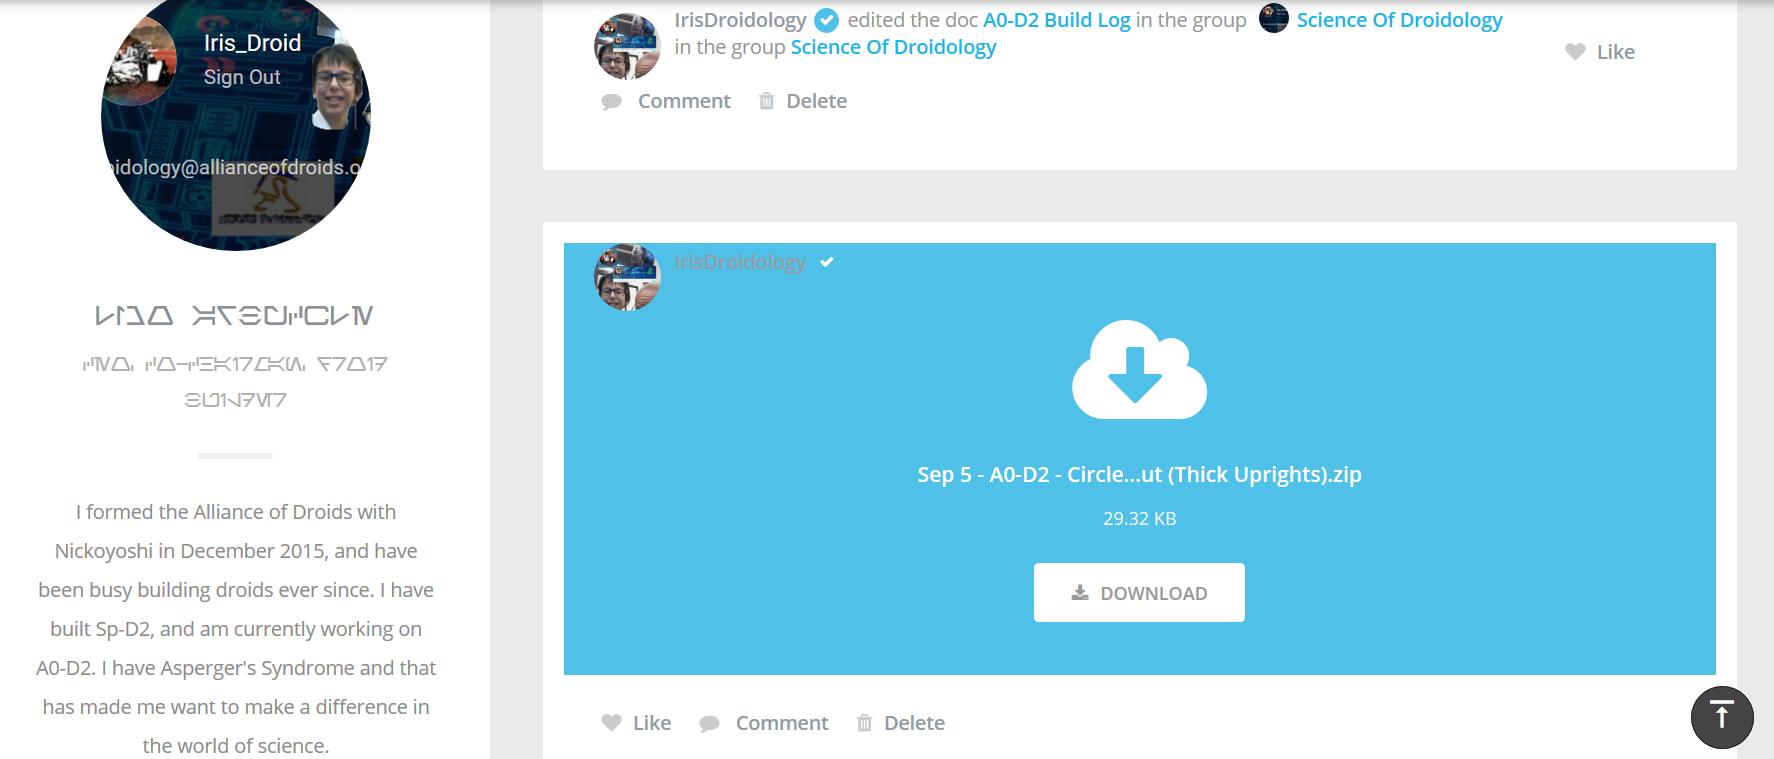 Iris_Droid
Sign Out
idology@allianceofdroids.o
I formed the Alliance of Droids with
Nickoyoshi in December 2015, and have
been busy building droids ever since. I have
built Sp-D2, and am currently working on
A0-D2. I have Asperger's Syndrome and that
has made me want to make a difference in
the world of science.
IrisDroidology edited the doc A0-D2 Build Log in the group Science Of Droidology
in the group Science Of Droidology
Like
Comment Delete
IrisDroidology
Sep 5 - A0-D2 - Circle...ut (Thick Uprights).zip
29.32 KB
DOWNLOAD
Like Comment Delete